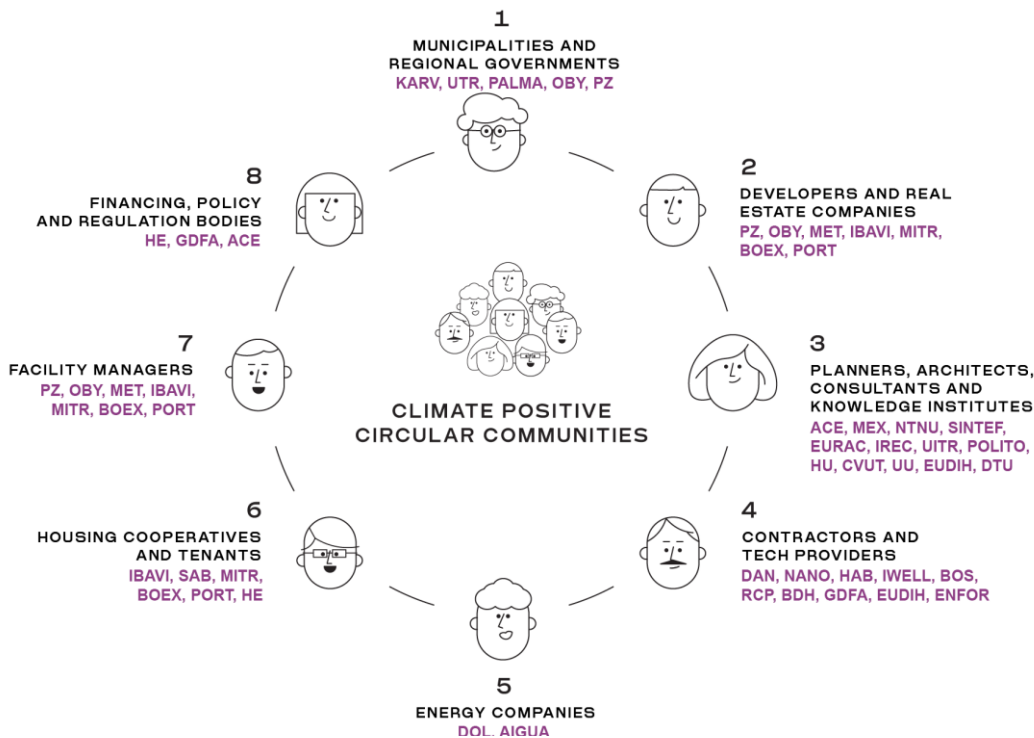 1
MUNICIPALITIES AND
REGIONAL GOVERNMENTS
KARV, UTR, PALMA, OBY, PZ
2
DEVELOPERS AND REAL
ESTATE COMPANIES
PZ, OBY, MET, IBAVI, MITR,
BOEX, PORT
3
PLANNERS, ARCHITECTS,
CONSULTANTS AND
KNOWLEDGE INSTITUTES
ACE, MEX, NTNU, SINTEF,
EURAC, IREC, UITR, POLITO,
HU, CVUT, UU, EUDIH, DTU
4
CONTRACTORS AND
TECH PROVIDERS
DAN, NANO, HAB, IWELL, BOS,
RCP, BDH, GDFA, EUDIH, ENFOR
5
ENERGY COMPANIES
DOL, AIGUA
6
HOUSING COOPERATIVES
AND TENANTS
IBAVI, SAB, MITR,
BOEX, PORT, HE
7
FACILITY MANAGERS
PZ, OBY, MET, IBAVI,
MITR, BOEX, PORT
8
FINANCING, POLICY
AND REGULATION BODIES
HE, GDFA, ACE
CLIMATE POSITIVE
CIRCULAR COMMUNITIES